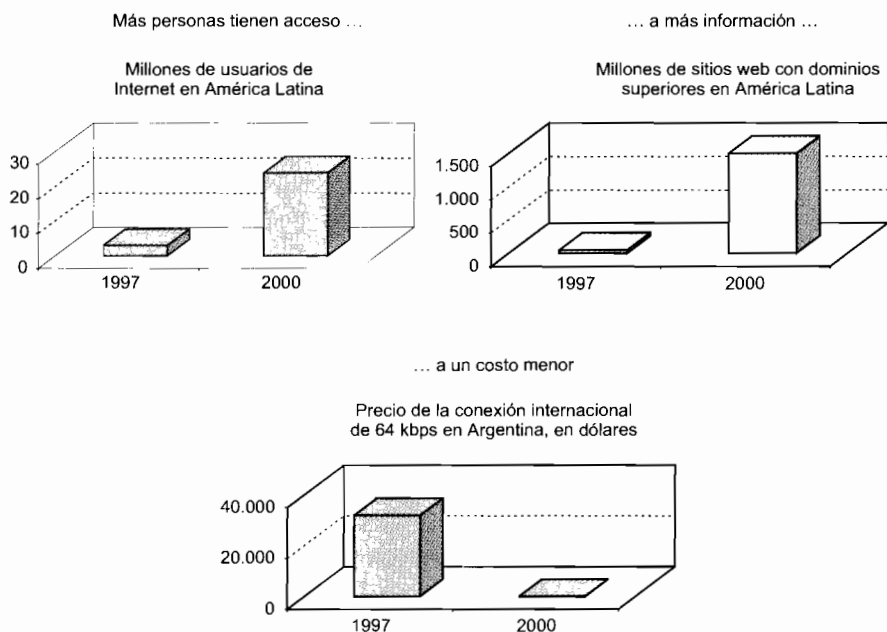 Más personas tienen acceso …
… a más información …
Millones de usuarios de
Internet en América Latina
Millones de sitios web con dominios
superiores en América Latina
30
20
10
0
1997
2000
1.500
1.000
500
0
1997
2000
… a un costo menor
Precio de la conexión internacional
de 64 kbps en Argentina, en dólares
40.000
20.000
0
1997
2000